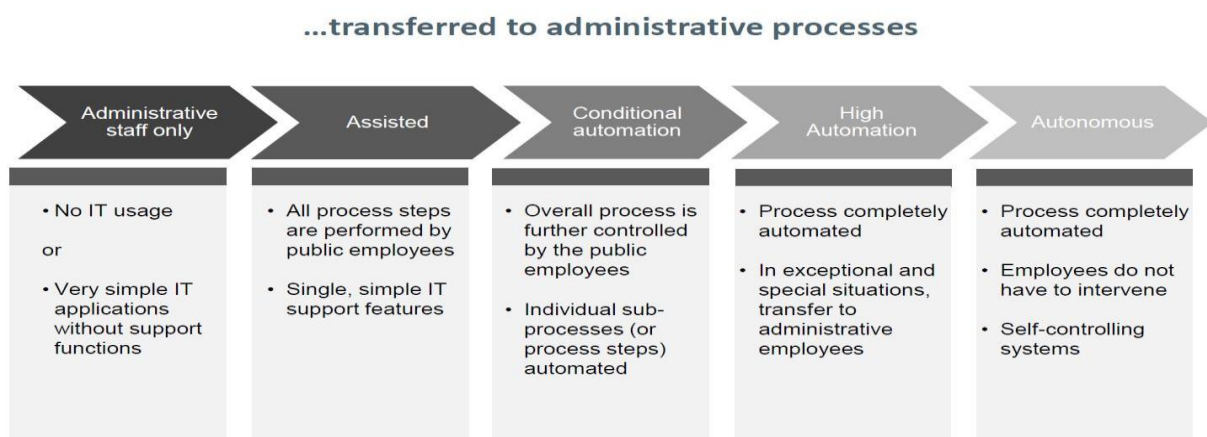 ...transferred to administrative processes
Administrative
staff only
Assisted
Conditional
automation
High
Automation
Autonomous
• No IT usage
or
• Very simple IT
applications
without support
functions
• All process steps
are performed by
public employees
• Single, simple IT
support features
• Overall process is
further controlled
by the public
employees
• Individual sub-
processes (or
process steps)
automated
• Process completely
automated
• In exceptional and
special situations,
transfer to
administrative
employees
• Process completely
automated
• Employees do not
have to intervene
• Self-controlling
systems